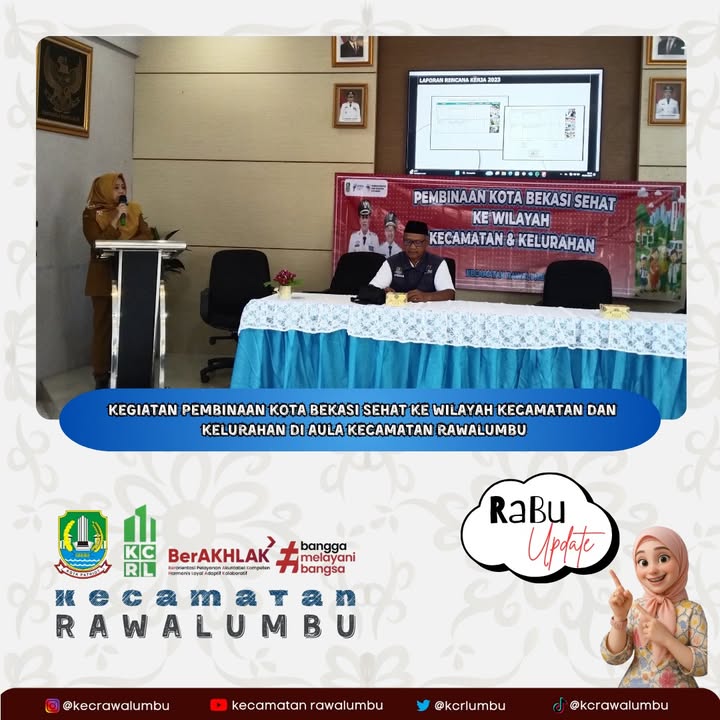 LAPORAN RENCANA KERJA 2023
PEMBINAAN KOTA BEKASI SEHAT
KE WILAYAH
KECAMATAN & KELURAHAN
KEGIATAN PEMBINAAN KOTA BEKASI SEHAT KE WILAYAH KECAMATAN DAN
KELURAHAN DI AULA KECAMATAN RAWALUMBU
KCRL
BerAKHLAK
Berorientasi Pelayanan Akuntabel Kompeten
Harmonis Loyal Adaptif Kolaboratif
#bangga
melayani
bangsa
Kecamatan
RAWALUMBU
RaBu
Update
@kecrawalumbu
kecamatan rawalumbu
@kcrlumbu
@kcrawalumbu